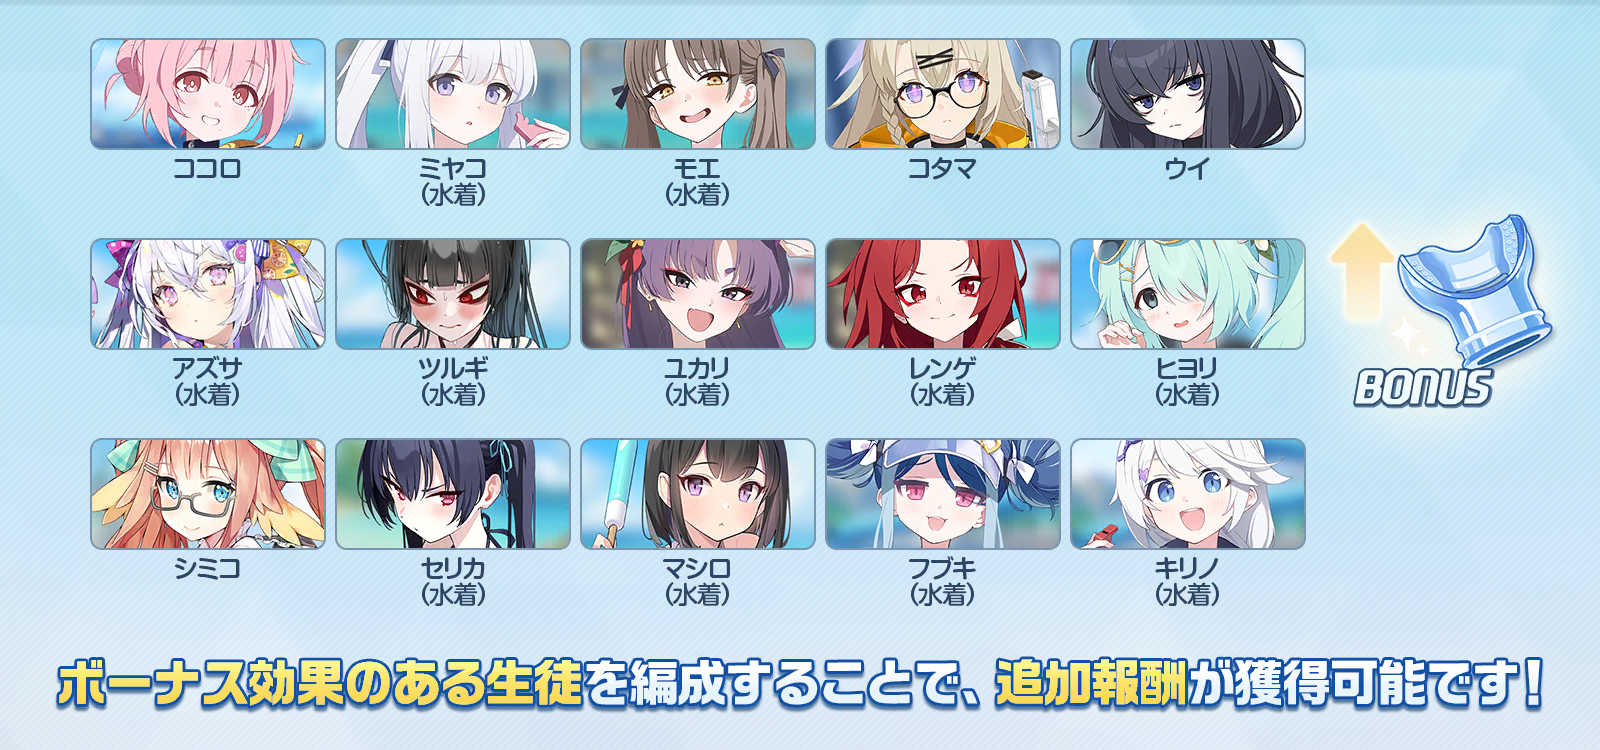 ココロ
ミヤコ
(水着)
モエ
(水着)
コタマ
ウイ
アズサ
(水着)
ツルギ
(水着)
ユカリ
(水着)
レンゲ
(水着)
ヒヨリ
(水着)
BONUS
シミコ
セリカ
(水着)
マシロ
(水着)
フブキ
(水着)
キリノ
(水着)
ボーナス効果のある生徒を編成することで、追加報酬が獲得可能です!